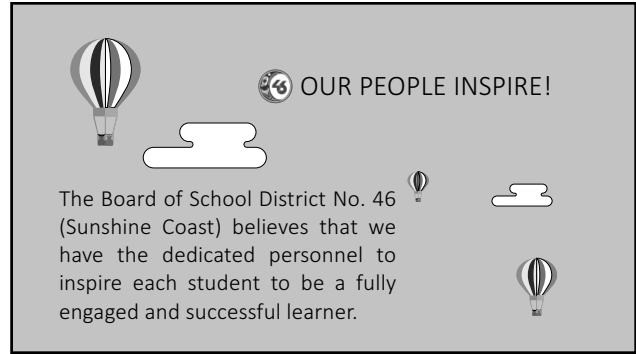 46 OUR PEOPLE INSPIRE!
The Board of School District No. 46
(Sunshine Coast) believes that we
have the dedicated personnel to
inspire each student to be a fully
engaged and successful learner.